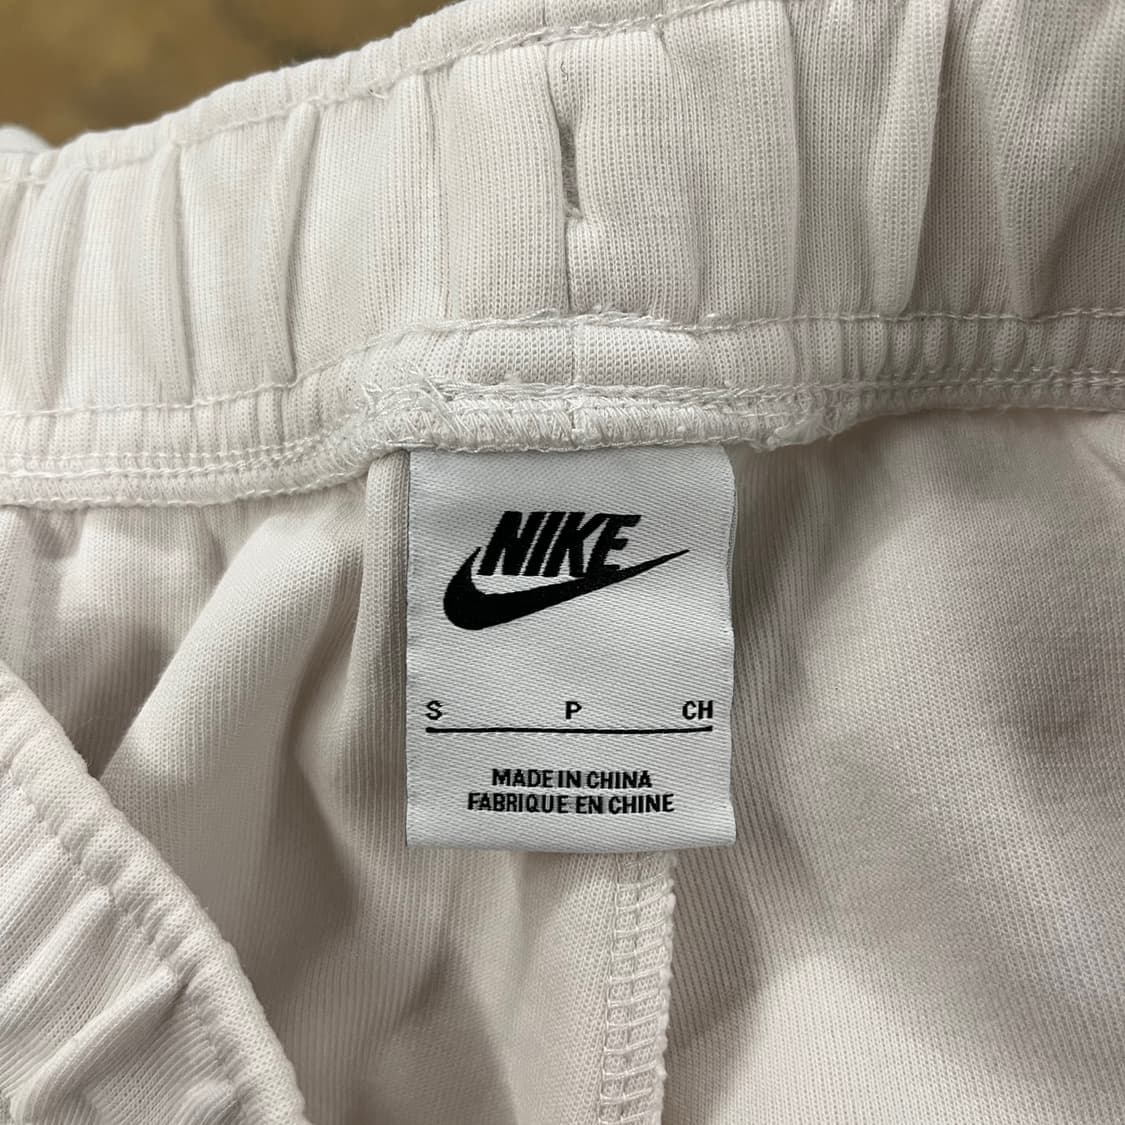 NIKE
S P CH
MADE IN CHINA
FABRIQUE EN CHINE